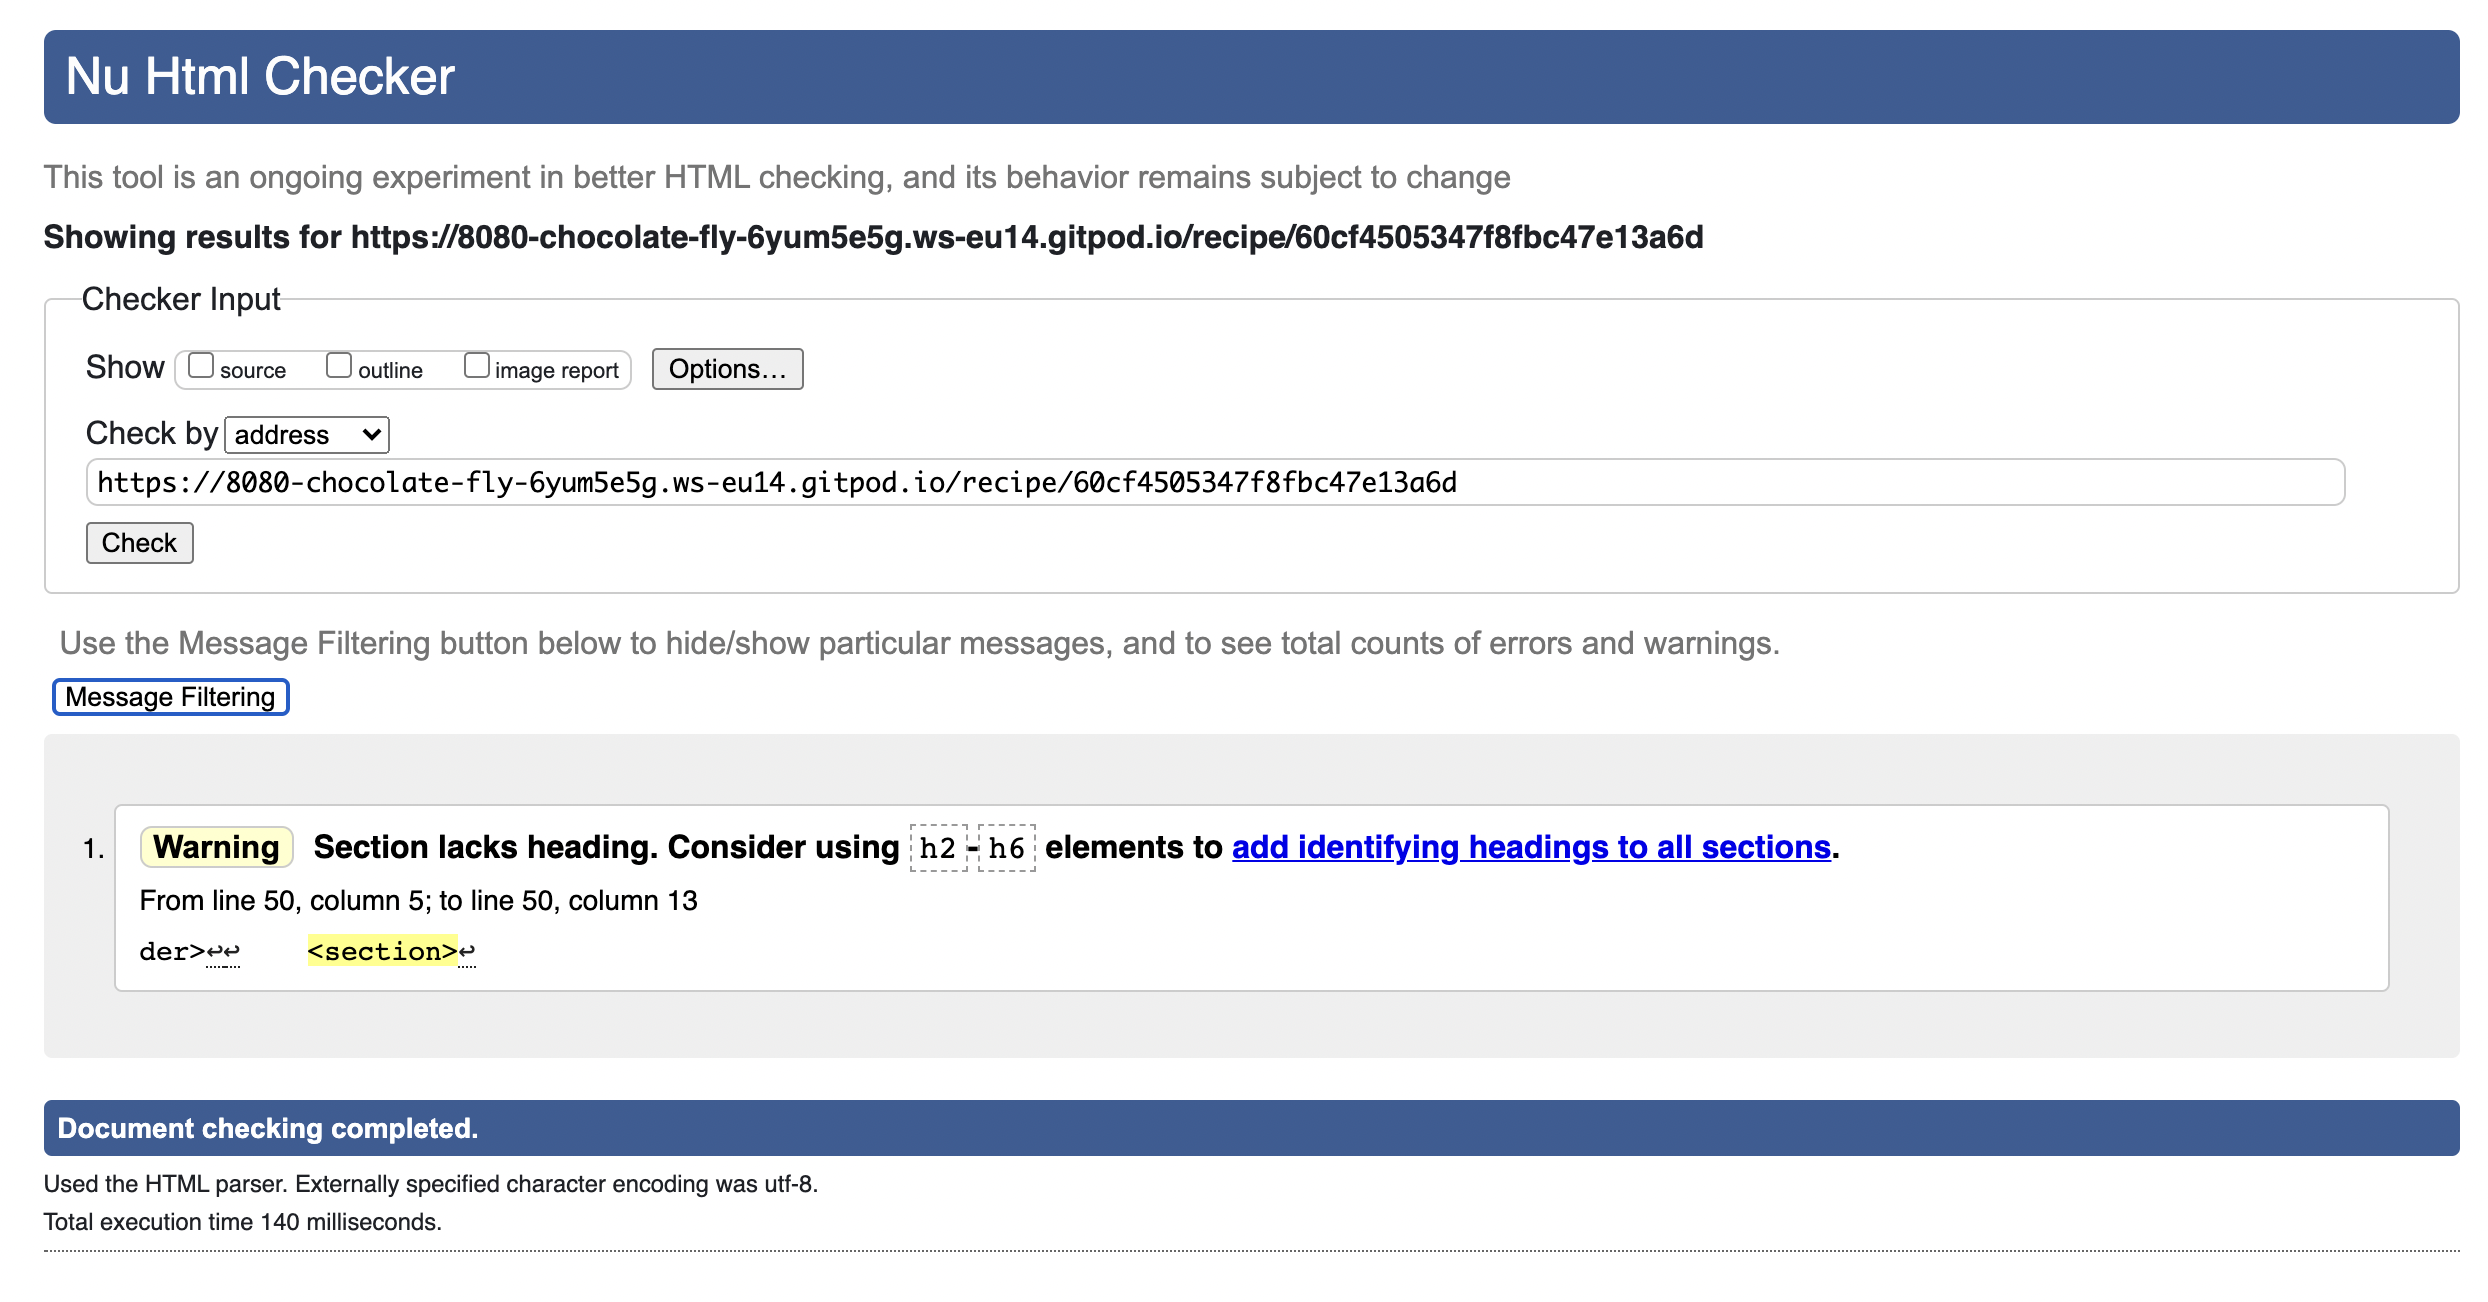 Nu Html Checker
This tool is an ongoing experiment in better HTML checking, and its behavior remains subject to change
Showing results for https://8080-chocolate-fly-6yum5e5g.ws-eu14.gitpod.io/recipe/60cf4505347f8fbc47e13a6d
Checker Input
Show source outline image report Options...
Check by address
https://8080-chocolate-fly-6yum5e5g.ws-eu14.gitpod.io/recipe/60cf4505347f8fbc47e13a6d
Check
Use the Message Filtering button below to hide/show particular messages, and to see total counts of errors and warnings.
Message Filtering
1. Warning Section lacks heading. Consider using h2-h6 elements to add identifying headings to all sections.
From line 50, column 5; to line 50, column 13
der>↩↩ <section>↩
Document checking completed.
Used the HTML parser. Externally specified character encoding was utf-8.
Total execution time 140 milliseconds.